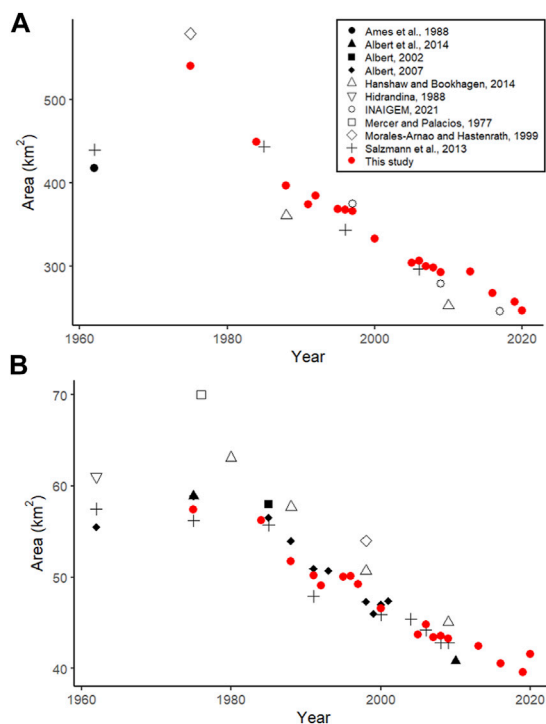 A
Area (km²)
500
400
300
1960
1980
2000
2020
Year
Ames et al., 1988
Albert et al., 2014
Albert, 2002
Albert, 2007
Hanshaw and Bookhagen, 2014
Hidrandina, 1988
INAIGEM, 2021
Mercer and Palacios, 1977
Morales-Arnao and Hastenrath, 1999
Salzmann et al., 2013
This study
B
Area (km²)
70
60
50
40
1960
1980
2000
2020
Year